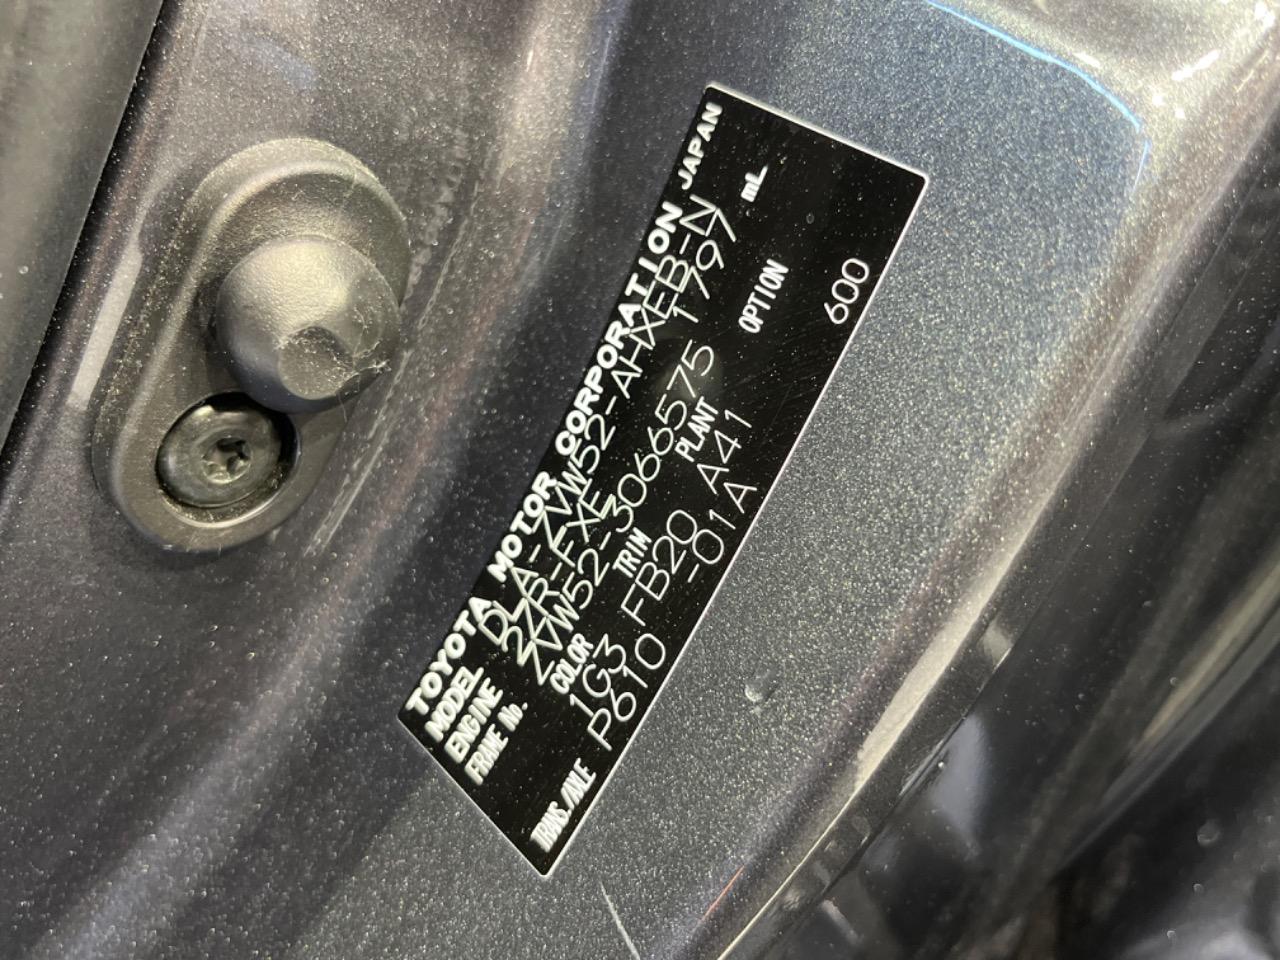 TOYOTA MOTOR CORPORATION JAPAN
MODEL DLA-ZVW52-AHXEB-N
ENGINE 2ZR-FXE 1797 mL
FRAME No. ZVW52-3066575
COLOR TRIM PLANT OPTION
1G3 FB20 A41 600
TRANS./AXLE P610 -01A